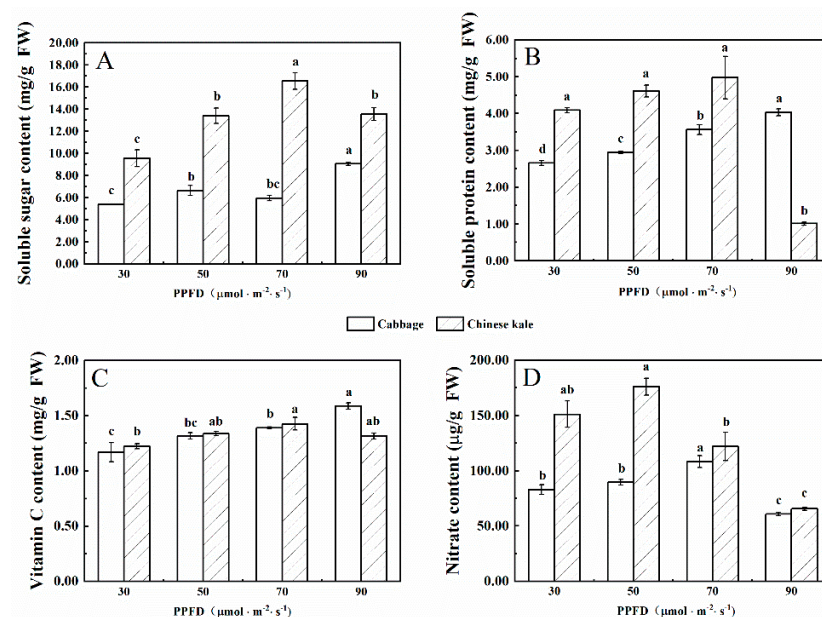 A
Soluble sugar content (mg/g FW)
20.00
18.00
16.00
14.00
12.00
10.00
8.00
6.00
4.00
2.00
0.00
c c b b bc a a b
30 50 70 90
PPFD（μmol · m⁻²· s⁻¹)
B
Soluble protein content (mg/g FW)
6.00
5.00
4.00
3.00
2.00
1.00
0.00
d a c a b a a b
30 50 70 90
PPFD（μmol · m⁻²· s⁻¹)
Cabbage Chinese kale
C
Vitamin C content (mg/g FW)
2.00
1.50
1.00
0.50
0.00
c b bc ab b a a ab
30 50 70 90
PPFD（μmol · m⁻²· s⁻¹)
D
Nitrate content (μg/g FW)
200.00
150.00
100.00
50.00
0.00
b ab b a a b c c
30 50 70 90
PPFD（μmol · m⁻²· s⁻¹)